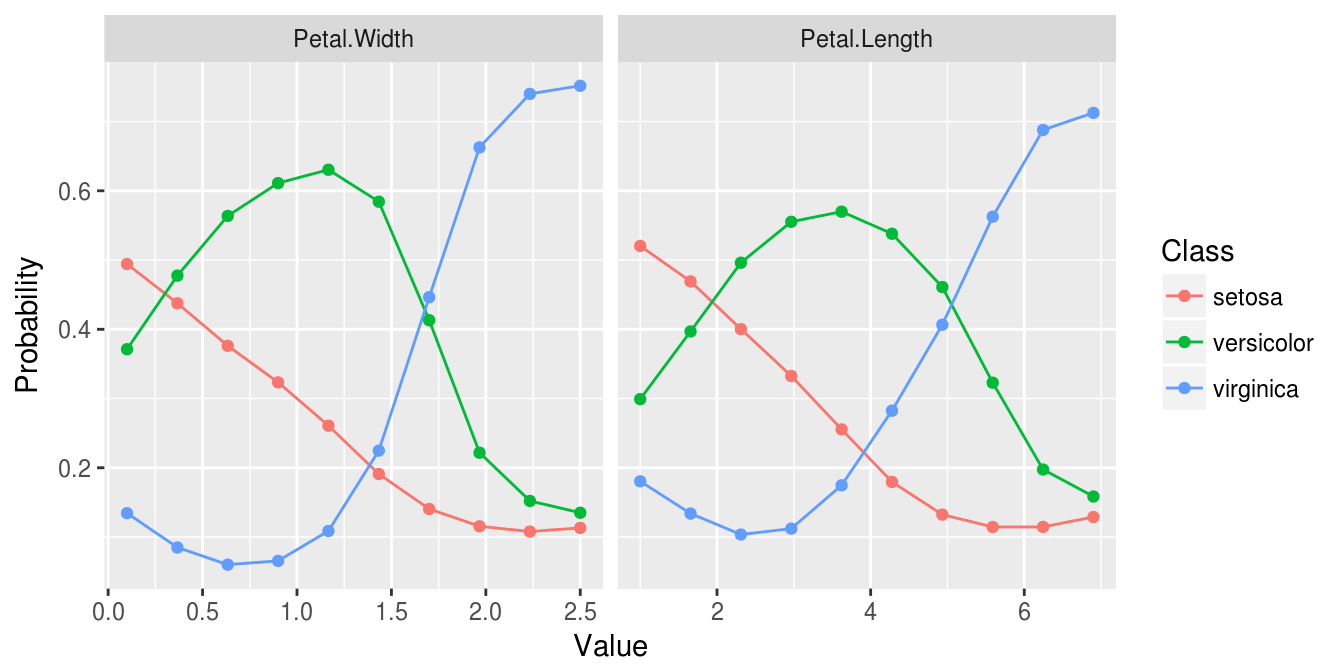 Petal.Width
Petal.Length
Probability
0.6
0.4
0.2
0.0 0.5 1.0 1.5 2.0 2.5
2 4 6
Value
Class
setosa
versicolor
virginica